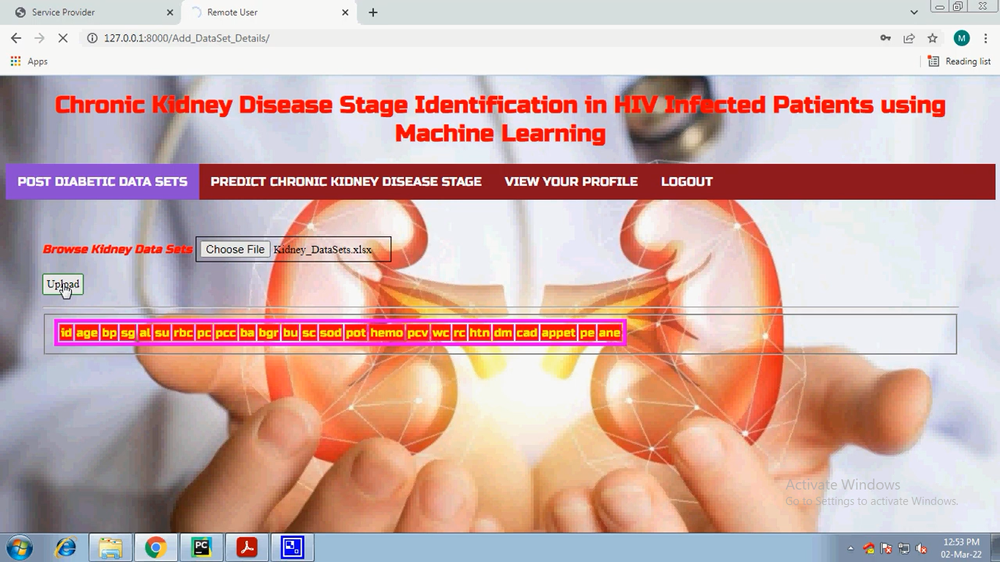 Service Provider
Remote User
127.0.0.1:8000/Add_DataSet_Details/
M
Apps
Reading list
Chronic Kidney Disease Stage Identification in HIV Infected Patients using
Machine Learning
POST DIABETIC DATA SETS PREDICT CHRONIC KIDNEY DISEASE STAGE VIEW YOUR PROFILE LOGOUT
Browse Kidney Data Sets Choose File Kidney_DataSets.xlsx
Upload
id age bp sg al su rbc pc pcc ba bgr bu sc sod pot hemo pcv wc rc htn dm cad appet pe ane
Activate Windows
Go to Settings to activate Windows.
PC
12:53 PM
02-Mar-22